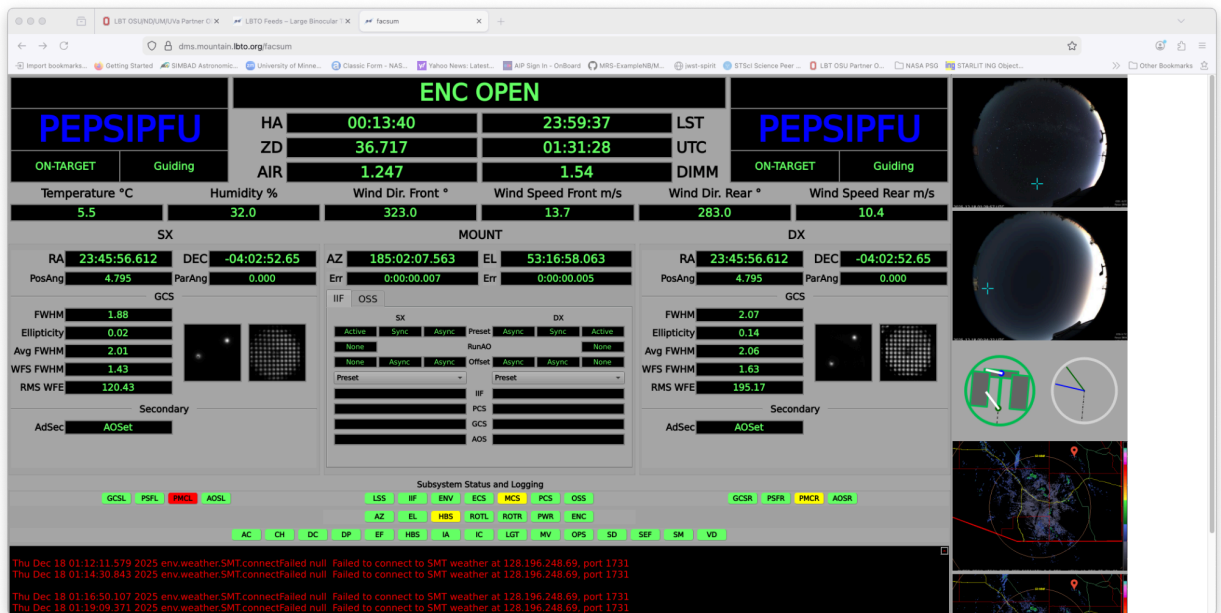 LBT OSU/ND/UM/UVa Partner O
LBTO Feeds – Large Binocular T
facsum
dms.mountain.lbto.org/facsum
Import bookmarks...
Getting Started
SIMBAD Astronomic...
University of Minne...
Classic Form - NAS...
Yahoo News: Latest...
AIP Sign In - OnBoard
MRS-ExampleNB/M...
jwst-spirit
STScI Science Peer ...
LBT OSU Partner O...
NASA PSG
STARLIT ING Object...
Other Bookmarks
ENC OPEN
PEPSIPFU
ON-TARGET Guiding
HA 00:13:40 23:59:37 LST
ZD 36.717 01:31:28 UTC
AIR 1.247 1.54 DIMM
PEPSIPFU
ON-TARGET Guiding
Temperature °C Humidity % Wind Dir. Front ° Wind Speed Front m/s Wind Dir. Rear ° Wind Speed Rear m/s
5.5 32.0 323.0 13.7 283.0 10.4
SX
RA 23:45:56.612 DEC -04:02:52.65
PosAng 4.795 ParAng 0.000
GCS
FWHM 1.88
Ellipticity 0.02
Avg FWHM 2.01
WFS FWHM 1.43
RMS WFE 120.43
Secondary
AdSec AOSet
MOUNT
AZ 185:02:07.563 EL 53:16:58.063
Err 0:00:00.007 Err 0:00:00.005
IIF OSS
SX DX
Active Sync Async Preset Async Sync Active
None RunAO None
None Async Async Offset Async Async None
Preset Preset
IIF
PCS
GCS
AOS
DX
RA 23:45:56.612 DEC -04:02:52.65
PosAng 4.795 ParAng 0.000
GCS
FWHM 2.07
Ellipticity 0.14
Avg FWHM 2.06
WFS FWHM 1.63
RMS WFE 195.17
Secondary
AdSec AOSet
Subsystem Status and Logging
GCSL PSFL PMCL AOSL LSS IIF ENV ECS MCS PCS OSS GCSR PSFR PMCR AOSR
AZ EL HBS ROTL ROTR PWR ENC
AC CH DC DP EF HBS IA IC LGT MV OPS SD SEF SM VD
Thu Dec 18 01:12:11.579 2025 env.weather.SMT.connectFailed null Failed to connect to SMT weather at 128.196.248.69, port 1731
Thu Dec 18 01:14:30.843 2025 env.weather.SMT.connectFailed null Failed to connect to SMT weather at 128.196.248.69, port 1731
Thu Dec 18 01:16:50.107 2025 env.weather.SMT.connectFailed null Failed to connect to SMT weather at 128.196.248.69, port 1731
Thu Dec 18 01:19:09.371 2025 env.weather.SMT.connectFailed null Failed to connect to SMT weather at 128.196.248.69, port 1731